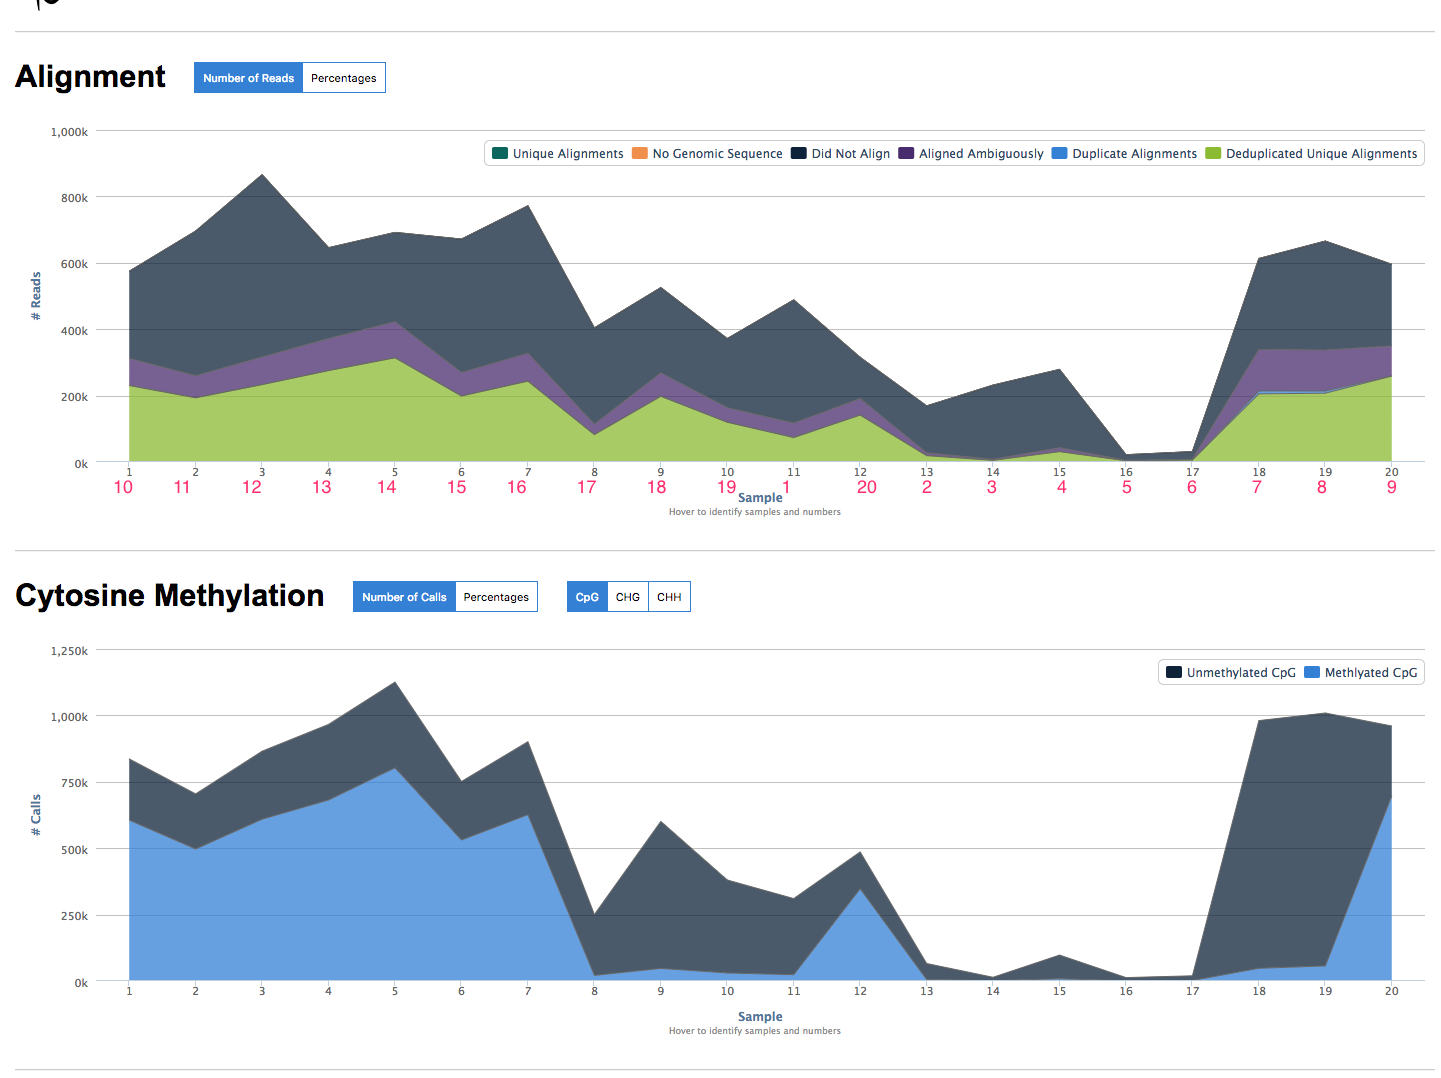 Alignment Number of Reads Percentages
1,000k
Unique Alignments No Genomic Sequence Did Not Align Aligned Ambiguously Duplicate Alignments Deduplicated Unique Alignments
800k
600k
# Reads
400k
200k
0k
1 2 3 4 5 6 7 8 9 10 11 12 13 14 15 16 17 18 19 20
10 11 12 13 14 15 16 17 18 19 1 20 2 3 4 5 6 7 8 9
Sample
Hover to identify samples and numbers
Cytosine Methylation Number of Calls Percentages CpG CHG CHH
1,250k
Unmethylated CpG Methlyated CpG
1,000k
750k
# Calls
500k
250k
0k
1 2 3 4 5 6 7 8 9 10 11 12 13 14 15 16 17 18 19 20
Sample
Hover to identify samples and numbers